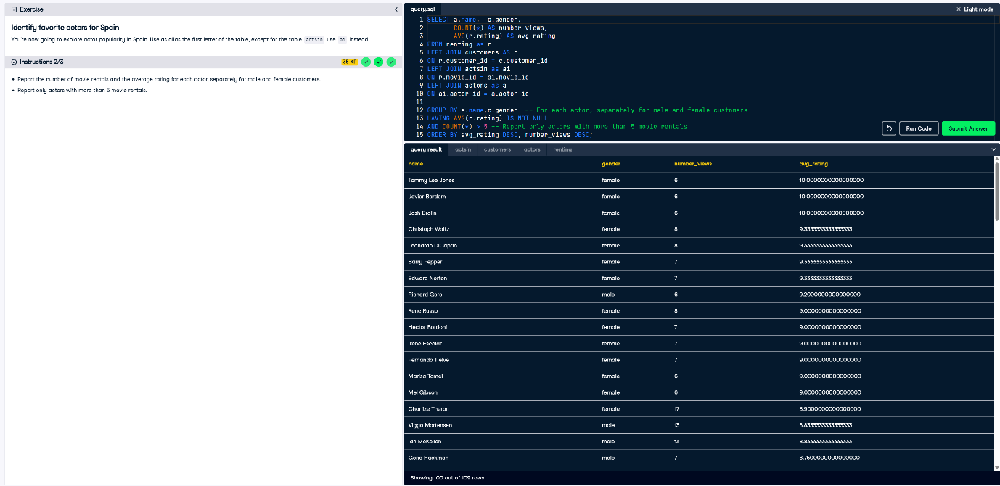 Exercise
Identify favorite actors for Spain
You're now going to explore actor popularity in Spain. Use as alias the first letter of the table, except for the table actsin use ai instead.
Instructions 2/3
35 XP
Report the number of movie rentals and the average rating for each actor, separately for male and female customers.
Report only actors with more than 5 movie rentals.
query.sql
Light mode
1 SELECT a.name,  c.gender,
2        COUNT(*) AS number_views,
3        AVG(r.rating) AS avg_rating
4 FROM renting as r
5 LEFT JOIN customers AS c
6 ON r.customer_id = c.customer_id
7 LEFT JOIN actsin as ai
8 ON r.movie_id = ai.movie_id
9 LEFT JOIN actors as a
10 ON ai.actor_id = a.actor_id
11
12 GROUP BY a.name,c.gender  -- For each actor, separately for male and female customers
13 HAVING AVG(r.rating) IS NOT NULL
14 AND COUNT(*) > 5 -- Report only actors with more than 5 movie rentals
15 ORDER BY avg_rating DESC, number_views DESC;
Run Code
Submit Answer
query result actsin customers actors renting
name gender number_views avg_rating
Tommy Lee Jones female 6 10.0000000000000000
Javier Bardem female 6 10.0000000000000000
Josh Brolin female 6 10.0000000000000000
Christoph Waltz female 8 9.3333333333333333
Leonardo DiCaprio female 8 9.3333333333333333
Barry Pepper female 7 9.3333333333333333
Edward Norton female 7 9.3333333333333333
Richard Gere male 6 9.2000000000000000
Rene Russo female 8 9.0000000000000000
Hector Bordoni female 7 9.0000000000000000
Irene Escolar female 7 9.0000000000000000
Fernando Tielve female 7 9.0000000000000000
Marisa Tomei female 6 9.0000000000000000
Mel Gibson female 6 9.0000000000000000
Charlize Theron female 17 8.9000000000000000
Viggo Mortensen male 13 8.8333333333333333
Ian McKellen male 13 8.8333333333333333
Gene Hackman male 7 8.7500000000000000
Showing 100 out of 109 rows